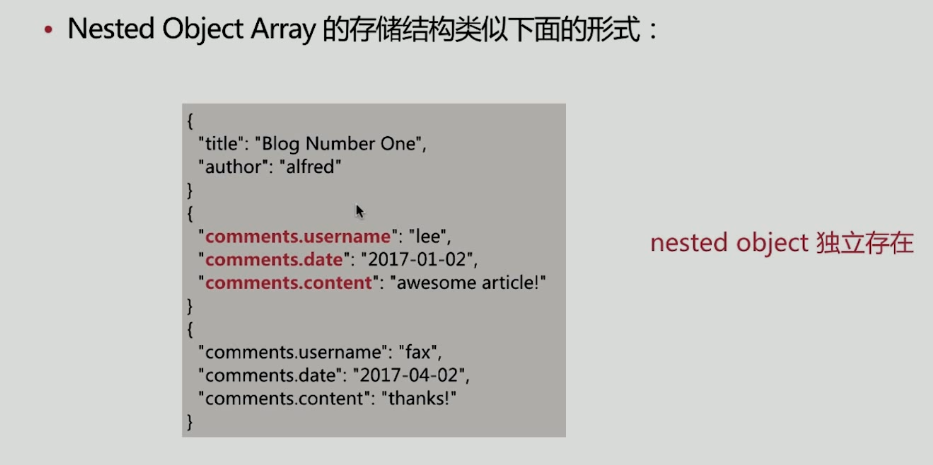 • Nested Object Array 的存储结构类似下面的形式：
{
"title": "Blog Number One",
"author": "alfred"
}
{
"comments.username": "lee",
"comments.date": "2017-01-02",
"comments.content": "awesome article!"
}
{
"comments.username": "fax",
"comments.date": "2017-04-02",
"comments.content": "thanks!"
}
nested object 独立存在